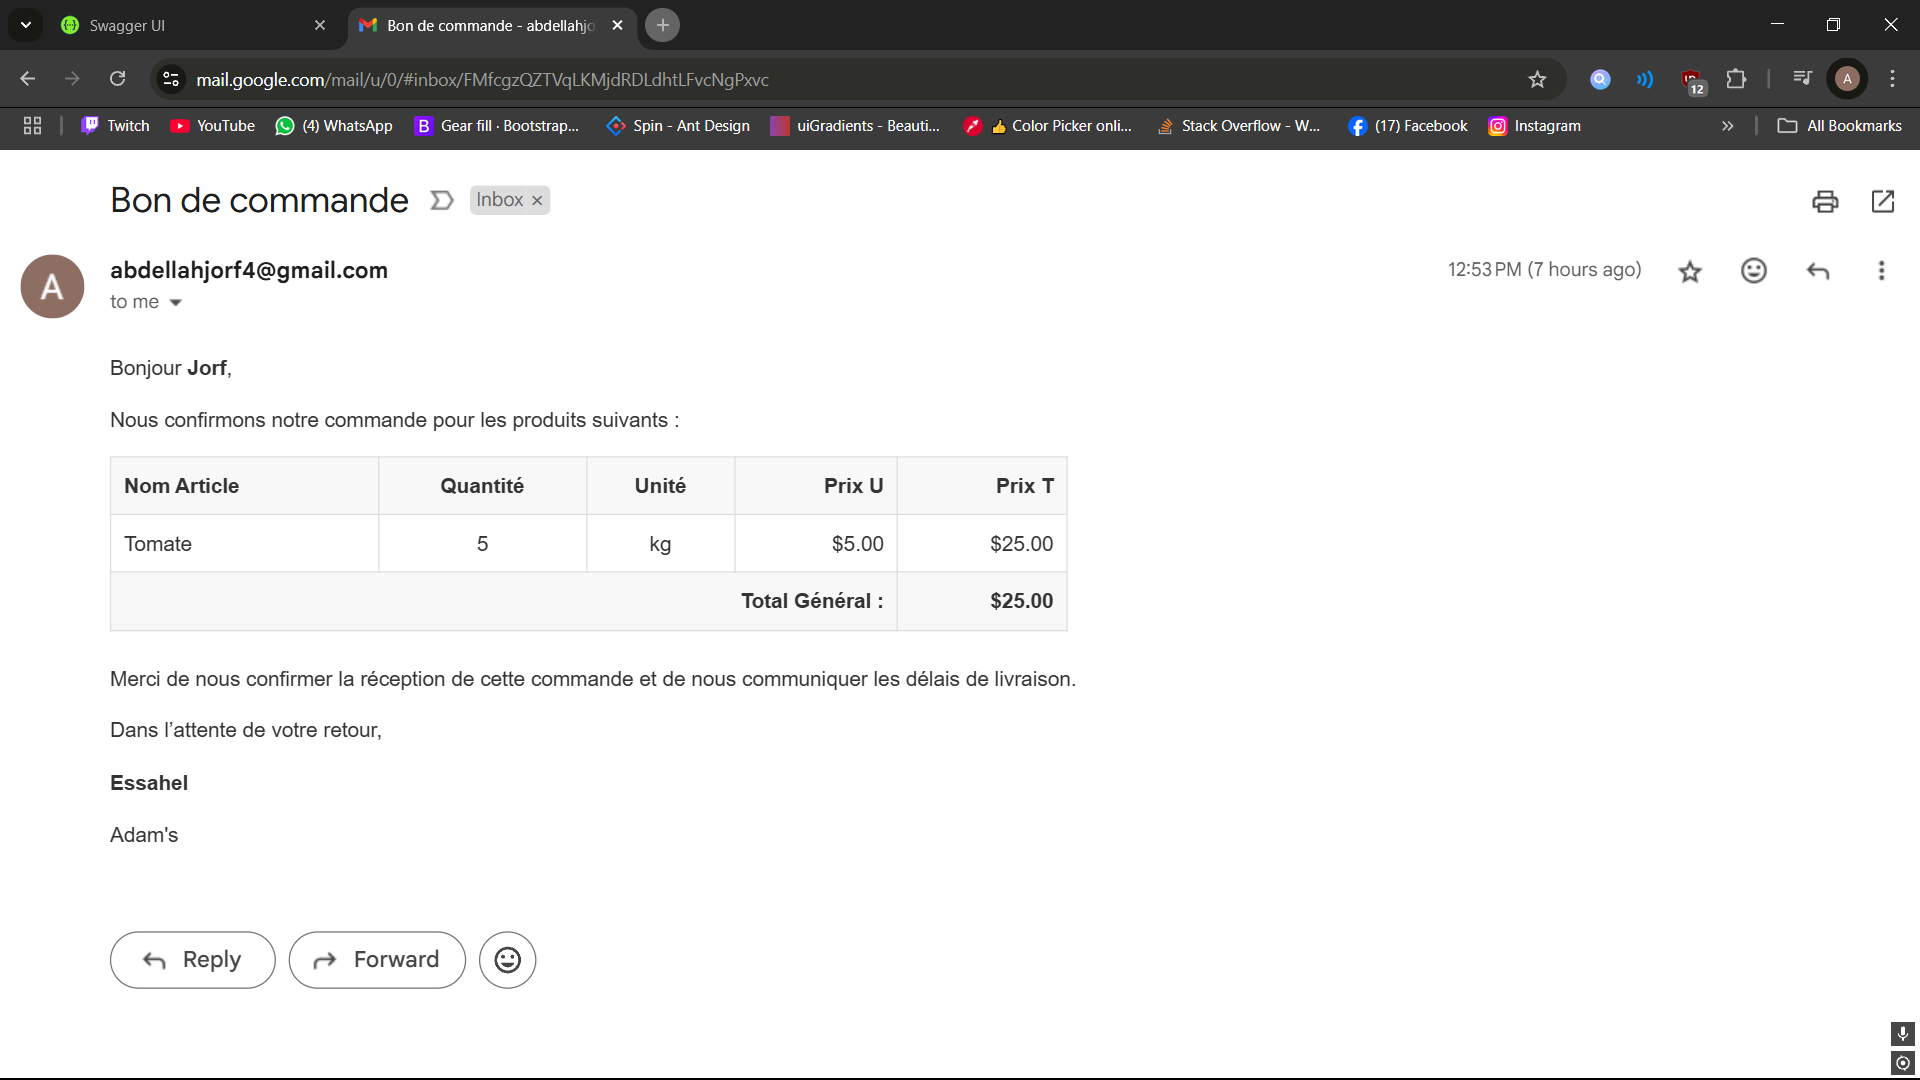 Swagger UI
Bon de commande - abdellahjo
mail.google.com/mail/u/0/#inbox/FMfcgzQZTVqLKMjdRDLdhtLFvcNgPxvc
12
A
Twitch
YouTube
(4) WhatsApp
B Gear fill · Bootstrap...
Spin - Ant Design
uiGradients - Beauti...
👍 Color Picker onli...
Stack Overflow - W...
(17) Facebook
Instagram
All Bookmarks
Bon de commande
Inbox ×
A
abdellahjorf4@gmail.com
12:53 PM (7 hours ago)
to me
Bonjour Jorf,
Nous confirmons notre commande pour les produits suivants :
Nom Article Quantité Unité Prix U Prix T
Tomate 5 kg $5.00 $25.00
Total Général : $25.00
Merci de nous confirmer la réception de cette commande et de nous communiquer les délais de livraison.
Dans l’attente de votre retour,
Essahel
Adam's
Reply
Forward